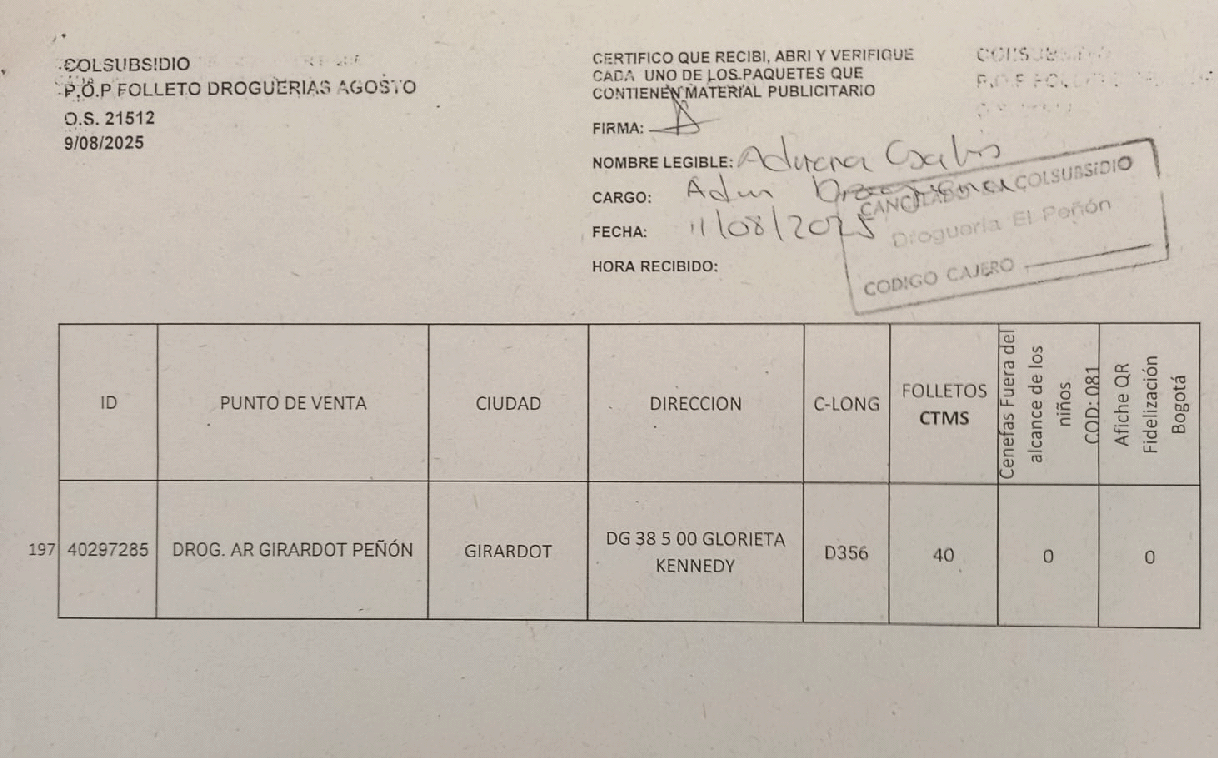 COLSUBSIDIO
P.O.P FOLLETO DROGUERIAS AGOSTO
O.S. 21512
9/08/2025
CERTIFICO QUE RECIBI, ABRI Y VERIFIQUE
CADA UNO DE LOS PAQUETES QUE
CONTIENEN MATERIAL PUBLICITARIO
FIRMA:
NOMBRE LEGIBLE: Adriana
CARGO: Adm
FECHA: 11/08/2025
HORA RECIBIDO:
COLSUBSIDIO
Droguería El Peñón
CODIGO CAJERO
ID
PUNTO DE VENTA
CIUDAD
DIRECCION
C-LONG
FOLLETOS
CTMS
Cenefas Fuera del
alcance de los
niños
COD: 081
Afiche QR
Fidelización
Bogotá
197
40297285
DROG. AR GIRARDOT PEÑÓN
GIRARDOT
DG 38 5 00 GLORIETA
KENNEDY
D356
40
0
0